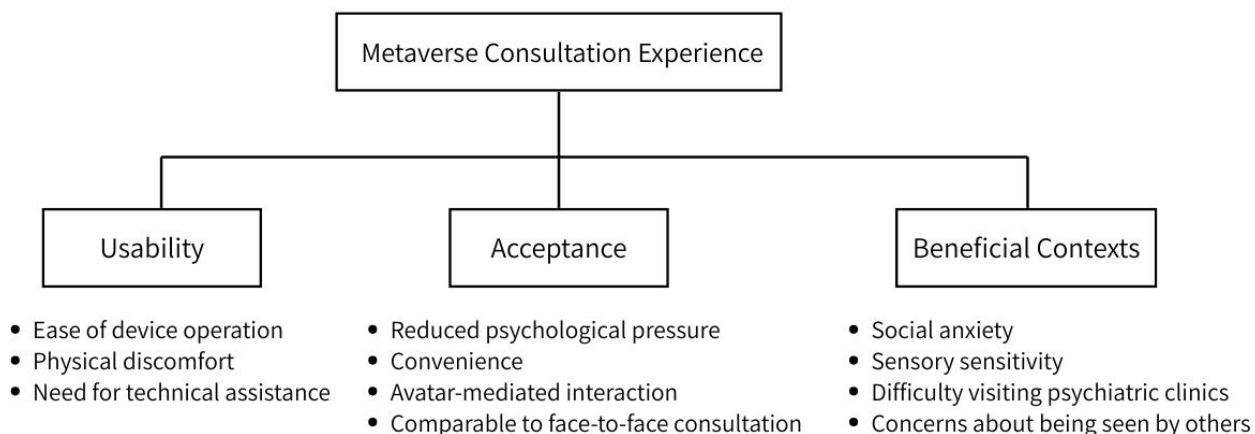 Metaverse Consultation Experience
Usability
• Ease of device operation
• Physical discomfort
• Need for technical assistance
Acceptance
• Reduced psychological pressure
• Convenience
• Avatar-mediated interaction
• Comparable to face-to-face consultation
Beneficial Contexts
• Social anxiety
• Sensory sensitivity
• Difficulty visiting psychiatric clinics
• Concerns about being seen by others